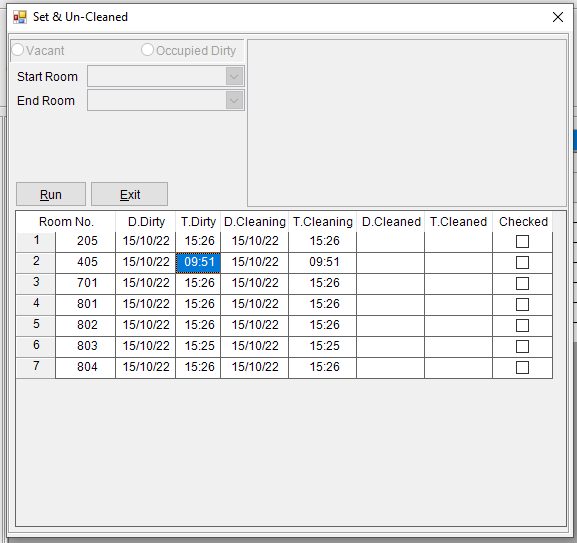 Set & Un-Cleaned
Vacant Occupied Dirty
Start Room
End Room
Run Exit
Room No. D.Dirty T.Dirty D.Cleaning T.Cleaning D.Cleaned T.Cleaned Checked
1 205 15/10/22 15:26 15/10/22 15:26
2 405 15/10/22 09:51 15/10/22 09:51
3 701 15/10/22 15:26 15/10/22 15:26
4 801 15/10/22 15:26 15/10/22 15:26
5 802 15/10/22 15:26 15/10/22 15:26
6 803 15/10/22 15:25 15/10/22 15:25
7 804 15/10/22 15:26 15/10/22 15:26